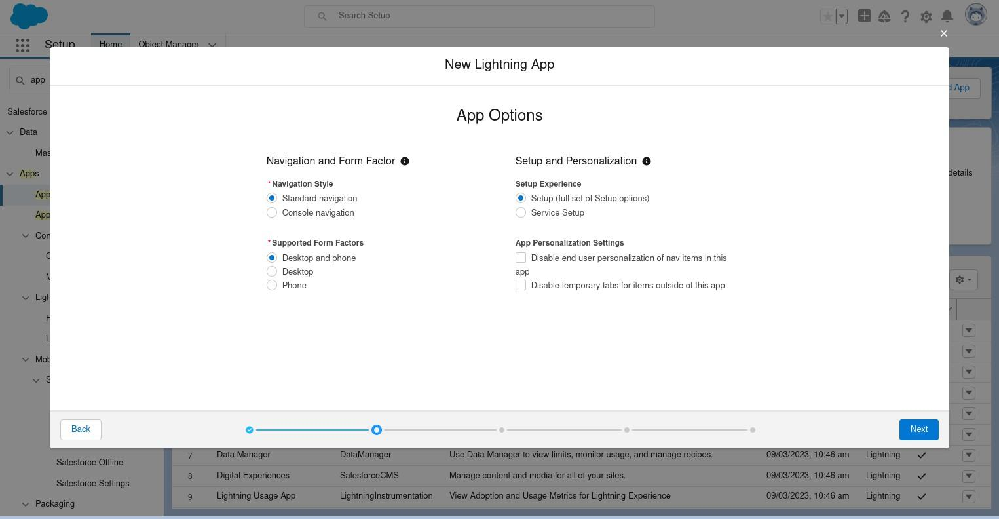 Search Setup
Setup
Home
Object Manager
New Lightning App
app
App
App Options
Salesforce
Data
Navigation and Form Factor
Setup and Personalization
Apps
details
*Navigation Style
Setup Experience
App
Standard navigation
Setup (full set of Setup options)
Console navigation
Service Setup
App
*Supported Form Factors
App Personalization Settings
Desktop and phone
Disable end user personalization of nav items in this
Desktop
app
Phone
Disable temporary tabs for items outside of this app
Back
Next
7 Data Manager DataManager Use Data Manager to view limits, monitor usage, and manage recipes. 09/03/2023, 10:46 am Lightning
Salesforce Offline
8 Digital Experiences SalesforceCMS Manage content and media for all of your sites. 09/03/2023, 10:46 am Lightning
Salesforce Settings
9 Lightning Usage App LightningInstrumentation View Adoption and Usage Metrics for Lightning Experience 09/03/2023, 10:46 am Lightning
Packaging